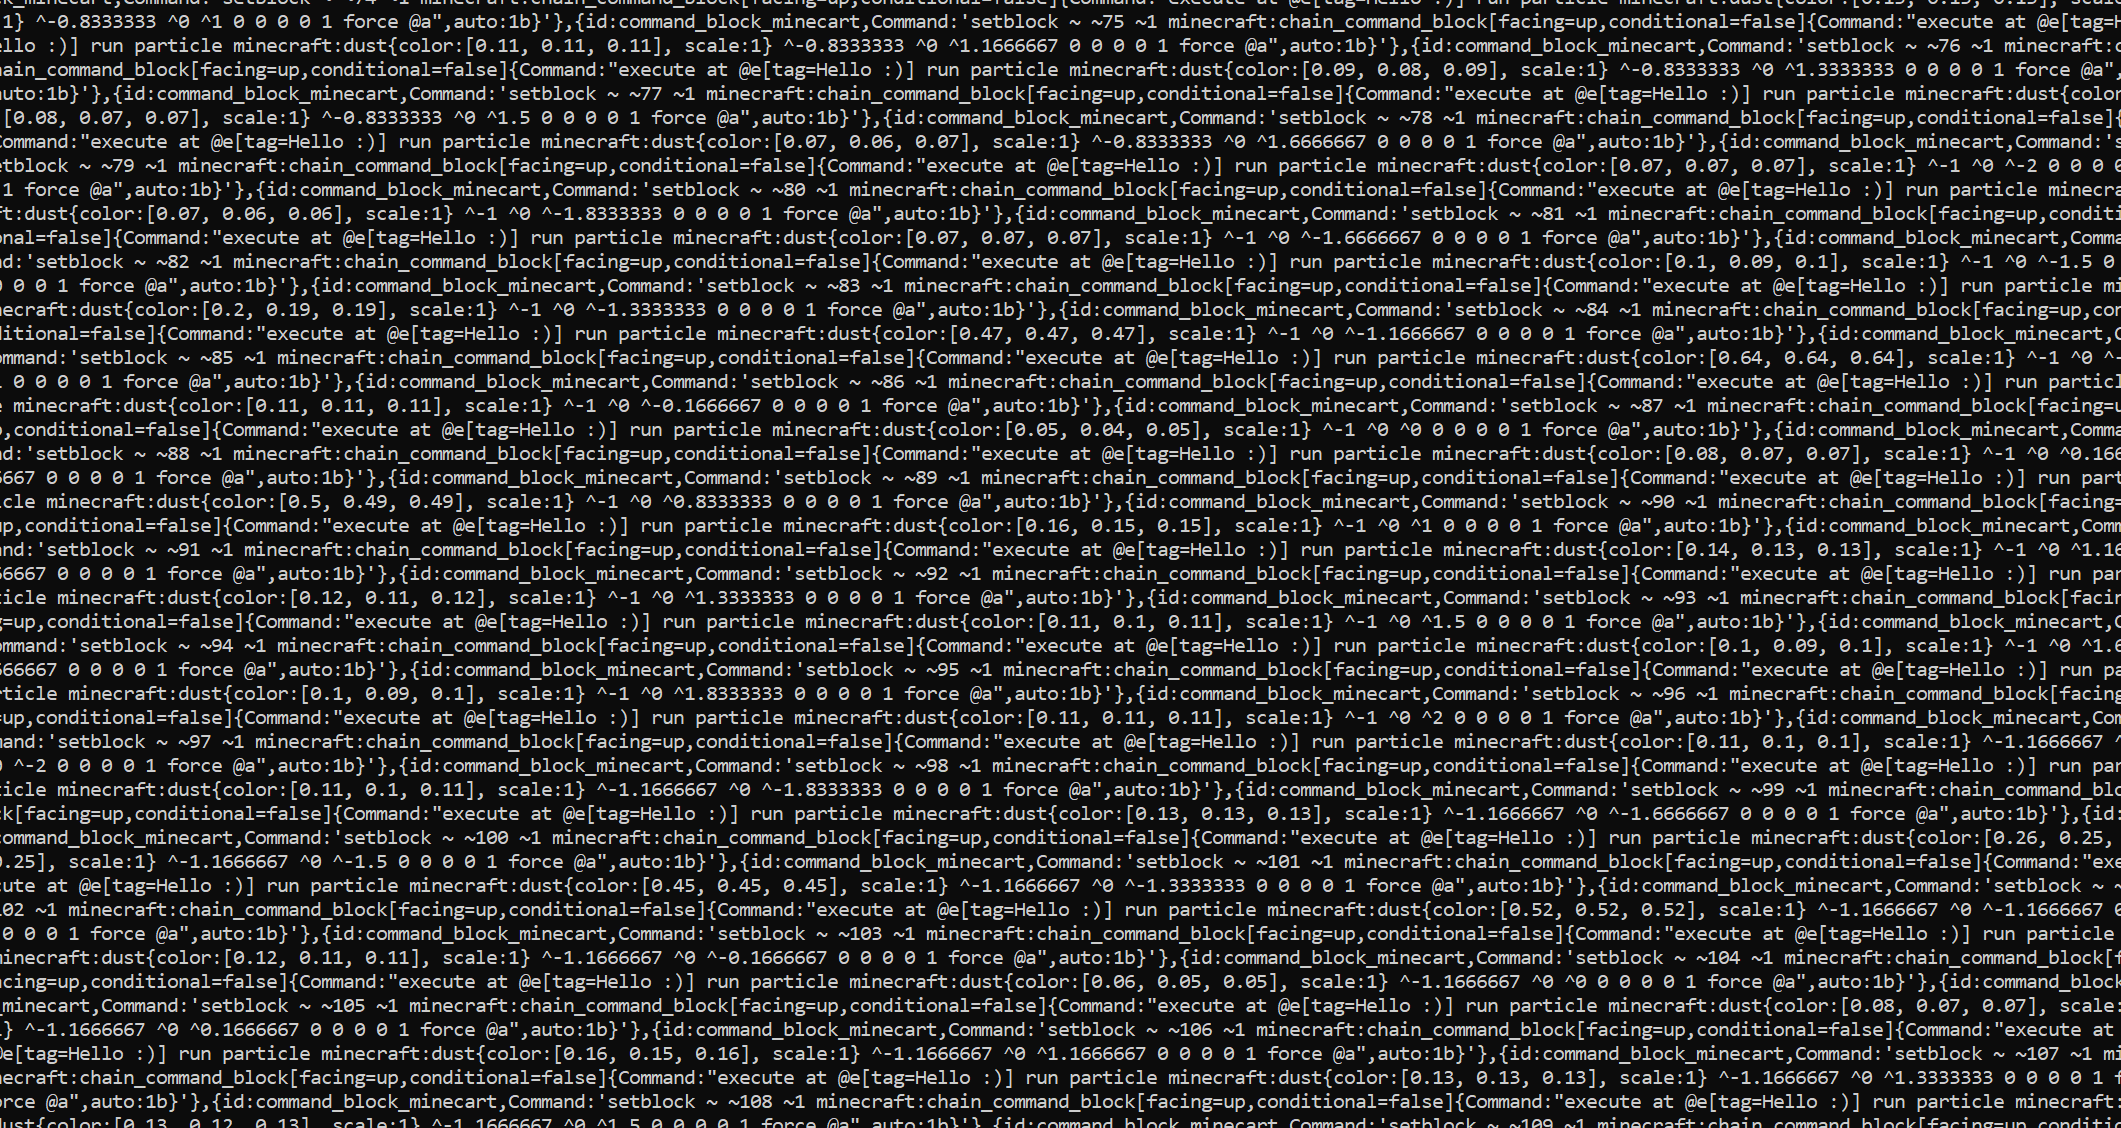 ^-0.8333333 ^0 ^1 0 0 0 0 1 force @a",auto:1b}'},{id:command_block_minecart,Command:'setblock ~ ~75 ~1 minecraft:chain_command_block[facing=up,conditional=false]{Command:"execute at @e[tag=H
ello :)] run particle minecraft:dust{color:[0.11, 0.11, 0.11], scale:1} ^-0.8333333 ^0 ^1.1666667 0 0 0 0 1 force @a",auto:1b}'},{id:command_block_minecart,Command:'setblock ~ ~76 ~1 minecraft:c
hain_command_block[facing=up,conditional=false]{Command:"execute at @e[tag=Hello :)] run particle minecraft:dust{color:[0.09, 0.08, 0.09], scale:1} ^-0.8333333 ^0 ^1.3333333 0 0 0 0 1 force @a",
auto:1b}'},{id:command_block_minecart,Command:'setblock ~ ~77 ~1 minecraft:chain_command_block[facing=up,conditional=false]{Command:"execute at @e[tag=Hello :)] run particle minecraft:dust{color:
[0.08, 0.07, 0.07], scale:1} ^-0.8333333 ^0 ^1.5 0 0 0 0 1 force @a",auto:1b}'},{id:command_block_minecart,Command:'setblock ~ ~78 ~1 minecraft:chain_command_block[facing=up,conditional=false]{
Command:"execute at @e[tag=Hello :)] run particle minecraft:dust{color:[0.07, 0.06, 0.07], scale:1} ^-0.8333333 ^0 ^1.6666667 0 0 0 0 1 force @a",auto:1b}'},{id:command_block_minecart,Command:'s
etblock ~ ~79 ~1 minecraft:chain_command_block[facing=up,conditional=false]{Command:"execute at @e[tag=Hello :)] run particle minecraft:dust{color:[0.07, 0.07, 0.07], scale:1} ^-1 ^0 ^-2 0 0 0 0
1 force @a",auto:1b}'},{id:command_block_minecart,Command:'setblock ~ ~80 ~1 minecraft:chain_command_block[facing=up,conditional=false]{Command:"execute at @e[tag=Hello :)] run particle minecraf
t:dust{color:[0.07, 0.06, 0.06], scale:1} ^-1 ^0 ^-1.8333333 0 0 0 0 1 force @a",auto:1b}'},{id:command_block_minecart,Command:'setblock ~ ~81 ~1 minecraft:chain_command_block[facing=up,conditi
onal=false]{Command:"execute at @e[tag=Hello :)] run particle minecraft:dust{color:[0.07, 0.07, 0.07], scale:1} ^-1 ^0 ^-1.6666667 0 0 0 0 1 force @a",auto:1b}'},{id:command_block_minecart,Comma
nd:'setblock ~ ~82 ~1 minecraft:chain_command_block[facing=up,conditional=false]{Command:"execute at @e[tag=Hello :)] run particle minecraft:dust{color:[0.1, 0.09, 0.1], scale:1} ^-1 ^0 ^-1.5 0
0 0 0 1 force @a",auto:1b}'},{id:command_block_minecart,Command:'setblock ~ ~83 ~1 minecraft:chain_command_block[facing=up,conditional=false]{Command:"execute at @e[tag=Hello :)] run particle mi
necraft:dust{color:[0.2, 0.19, 0.19], scale:1} ^-1 ^0 ^-1.3333333 0 0 0 0 1 force @a",auto:1b}'},{id:command_block_minecart,Command:'setblock ~ ~84 ~1 minecraft:chain_command_block[facing=up,con
ditional=false]{Command:"execute at @e[tag=Hello :)] run particle minecraft:dust{color:[0.47, 0.47, 0.47], scale:1} ^-1 ^0 ^-1.1666667 0 0 0 0 1 force @a",auto:1b}'},{id:command_block_minecart,C
ommand:'setblock ~ ~85 ~1 minecraft:chain_command_block[facing=up,conditional=false]{Command:"execute at @e[tag=Hello :)] run particle minecraft:dust{color:[0.64, 0.64, 0.64], scale:1} ^-1 ^0 ^-
1 0 0 0 0 1 force @a",auto:1b}'},{id:command_block_minecart,Command:'setblock ~ ~86 ~1 minecraft:chain_command_block[facing=up,conditional=false]{Command:"execute at @e[tag=Hello :)] run particl
e minecraft:dust{color:[0.11, 0.11, 0.11], scale:1} ^-1 ^0 ^-0.1666667 0 0 0 0 1 force @a",auto:1b}'},{id:command_block_minecart,Command:'setblock ~ ~87 ~1 minecraft:chain_command_block[facing=u
p,conditional=false]{Command:"execute at @e[tag=Hello :)] run particle minecraft:dust{color:[0.05, 0.04, 0.05], scale:1} ^-1 ^0 ^0 0 0 0 0 1 force @a",auto:1b}'},{id:command_block_minecart,Comma
nd:'setblock ~ ~88 ~1 minecraft:chain_command_block[facing=up,conditional=false]{Command:"execute at @e[tag=Hello :)] run particle minecraft:dust{color:[0.08, 0.07, 0.07], scale:1} ^-1 ^0 ^0.166
6667 0 0 0 0 1 force @a",auto:1b}'},{id:command_block_minecart,Command:'setblock ~ ~89 ~1 minecraft:chain_command_block[facing=up,conditional=false]{Command:"execute at @e[tag=Hello :)] run part
icle minecraft:dust{color:[0.5, 0.49, 0.49], scale:1} ^-1 ^0 ^0.8333333 0 0 0 0 1 force @a",auto:1b}'},{id:command_block_minecart,Command:'setblock ~ ~90 ~1 minecraft:chain_command_block[facing=
up,conditional=false]{Command:"execute at @e[tag=Hello :)] run particle minecraft:dust{color:[0.16, 0.15, 0.15], scale:1} ^-1 ^0 ^1 0 0 0 0 1 force @a",auto:1b}'},{id:command_block_minecart,Comm
and:'setblock ~ ~91 ~1 minecraft:chain_command_block[facing=up,conditional=false]{Command:"execute at @e[tag=Hello :)] run particle minecraft:dust{color:[0.14, 0.13, 0.13], scale:1} ^-1 ^0 ^1.16
66667 0 0 0 0 1 force @a",auto:1b}'},{id:command_block_minecart,Command:'setblock ~ ~92 ~1 minecraft:chain_command_block[facing=up,conditional=false]{Command:"execute at @e[tag=Hello :)] run par
ticle minecraft:dust{color:[0.12, 0.11, 0.12], scale:1} ^-1 ^0 ^1.3333333 0 0 0 0 1 force @a",auto:1b}'},{id:command_block_minecart,Command:'setblock ~ ~93 ~1 minecraft:chain_command_block[facin
g=up,conditional=false]{Command:"execute at @e[tag=Hello :)] run particle minecraft:dust{color:[0.11, 0.1, 0.11], scale:1} ^-1 ^0 ^1.5 0 0 0 0 1 force @a",auto:1b}'},{id:command_block_minecart,C
ommand:'setblock ~ ~94 ~1 minecraft:chain_command_block[facing=up,conditional=false]{Command:"execute at @e[tag=Hello :)] run particle minecraft:dust{color:[0.1, 0.09, 0.1], scale:1} ^-1 ^0 ^1.6
666667 0 0 0 0 1 force @a",auto:1b}'},{id:command_block_minecart,Command:'setblock ~ ~95 ~1 minecraft:chain_command_block[facing=up,conditional=false]{Command:"execute at @e[tag=Hello :)] run pa
rticle minecraft:dust{color:[0.1, 0.09, 0.1], scale:1} ^-1 ^0 ^1.8333333 0 0 0 0 1 force @a",auto:1b}'},{id:command_block_minecart,Command:'setblock ~ ~96 ~1 minecraft:chain_command_block[facing
=up,conditional=false]{Command:"execute at @e[tag=Hello :)] run particle minecraft:dust{color:[0.11, 0.11, 0.11], scale:1} ^-1 ^0 ^2 0 0 0 0 1 force @a",auto:1b}'},{id:command_block_minecart,Com
mand:'setblock ~ ~97 ~1 minecraft:chain_command_block[facing=up,conditional=false]{Command:"execute at @e[tag=Hello :)] run particle minecraft:dust{color:[0.11, 0.1, 0.1], scale:1} ^-1.1666667 ^
0 ^-2 0 0 0 0 1 force @a",auto:1b}'},{id:command_block_minecart,Command:'setblock ~ ~98 ~1 minecraft:chain_command_block[facing=up,conditional=false]{Command:"execute at @e[tag=Hello :)] run par
ticle minecraft:dust{color:[0.11, 0.1, 0.11], scale:1} ^-1.1666667 ^0 ^-1.8333333 0 0 0 0 1 force @a",auto:1b}'},{id:command_block_minecart,Command:'setblock ~ ~99 ~1 minecraft:chain_command_bloc
k[facing=up,conditional=false]{Command:"execute at @e[tag=Hello :)] run particle minecraft:dust{color:[0.13, 0.13, 0.13], scale:1} ^-1.1666667 ^0 ^-1.6666667 0 0 0 0 1 force @a",auto:1b}'},{id:
command_block_minecart,Command:'setblock ~ ~100 ~1 minecraft:chain_command_block[facing=up,conditional=false]{Command:"execute at @e[tag=Hello :)] run particle minecraft:dust{color:[0.26, 0.25,
0.25], scale:1} ^-1.1666667 ^0 ^-1.5 0 0 0 0 1 force @a",auto:1b}'},{id:command_block_minecart,Command:'setblock ~ ~101 ~1 minecraft:chain_command_block[facing=up,conditional=false]{Command:"exe
cute at @e[tag=Hello :)] run particle minecraft:dust{color:[0.45, 0.45, 0.45], scale:1} ^-1.1666667 ^0 ^-1.3333333 0 0 0 0 1 force @a",auto:1b}'},{id:command_block_minecart,Command:'setblock ~ ~
102 ~1 minecraft:chain_command_block[facing=up,conditional=false]{Command:"execute at @e[tag=Hello :)] run particle minecraft:dust{color:[0.52, 0.52, 0.52], scale:1} ^-1.1666667 ^0 ^-1.1666667 0
0 0 0 1 force @a",auto:1b}'},{id:command_block_minecart,Command:'setblock ~ ~103 ~1 minecraft:chain_command_block[facing=up,conditional=false]{Command:"execute at @e[tag=Hello :)] run particle
minecraft:dust{color:[0.12, 0.11, 0.11], scale:1} ^-1.1666667 ^0 ^-0.1666667 0 0 0 0 1 force @a",auto:1b}'},{id:command_block_minecart,Command:'setblock ~ ~104 ~1 minecraft:chain_command_block[f
acing=up,conditional=false]{Command:"execute at @e[tag=Hello :)] run particle minecraft:dust{color:[0.06, 0.05, 0.05], scale:1} ^-1.1666667 ^0 ^0 0 0 0 0 1 force @a",auto:1b}'},{id:command_block
_minecart,Command:'setblock ~ ~105 ~1 minecraft:chain_command_block[facing=up,conditional=false]{Command:"execute at @e[tag=Hello :)] run particle minecraft:dust{color:[0.08, 0.07, 0.07], scale:
1} ^-1.1666667 ^0 ^0.1666667 0 0 0 0 1 force @a",auto:1b}'},{id:command_block_minecart,Command:'setblock ~ ~106 ~1 minecraft:chain_command_block[facing=up,conditional=false]{Command:"execute at
@e[tag=Hello :)] run particle minecraft:dust{color:[0.16, 0.15, 0.16], scale:1} ^-1.1666667 ^0 ^1.1666667 0 0 0 0 1 force @a",auto:1b}'},{id:command_block_minecart,Command:'setblock ~ ~107 ~1 mi
necraft:chain_command_block[facing=up,conditional=false]{Command:"execute at @e[tag=Hello :)] run particle minecraft:dust{color:[0.13, 0.13, 0.13], scale:1} ^-1.1666667 ^0 ^1.3333333 0 0 0 0 1 f
orce @a",auto:1b}'},{id:command_block_minecart,Command:'setblock ~ ~108 ~1 minecraft:chain_command_block[facing=up,conditional=false]{Command:"execute at @e[tag=Hello :)] run particle minecraft:
dust{color:[0.13, 0.12, 0.13], scale:1} ^-1.1666667 ^0 ^1.5 0 0 0 0 1 force @a",auto:1b}'},{id:command_block_minecart,Command:'setblock ~ ~109 ~1 minecraft:chain_command_block[facing=up,conditi